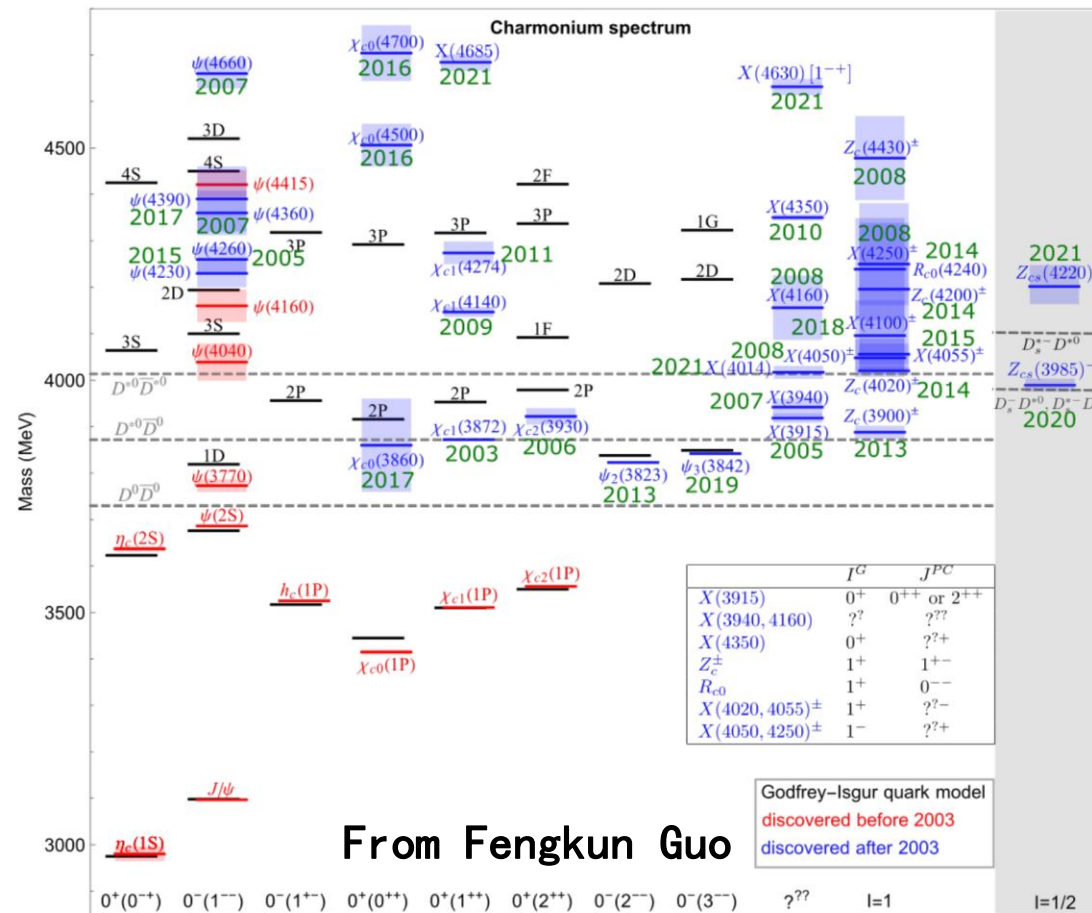 Charmonium spectrum
Mass (MeV)
4500
4000
3500
3000
4S
3S
η_c(2S)
η_c(1S)
ψ(4660)
2007
3D
4S
ψ(4415)
ψ(4390)
2017
ψ(4360)
2007
2015
ψ(4260)
2005
ψ(4230)
2D
ψ(4160)
3S
ψ(4040)
1D
ψ(3770)
ψ(2S)
J/ψ
3P
2P
h_c(1P)
χ_c0(4700)
2016
χ_c0(4500)
2016
3P
2P
χ_c0(3860)
2017
χ_c0(1P)
X(4685)
2021
3P
2011
χ_c1(4274)
χ_c1(4140)
2009
2P
χ_c1(3872)
2003
χ_c1(1P)
2F
3P
1F
2P
χ_c2(3930)
2006
χ_c2(1P)
2D
ψ_2(3823)
2013
1G
2D
ψ_3(3842)
2019
X(4630) [1⁻⁺]
2021
X(4350)
2010
2008
X(4160)
2018
2008
2021 X(4014)
2007
X(3940)
X(3915)
2005
Z_c(4430)^±
2008
2008
X(4250)^±
2014
R_c0(4240)
Z_c(4200)^±
2014
X(4100)^±
2015
X(4050)^±
X(4055)^±
Z_c(4020)^±
2014
Z_c(3900)^±
2013
2021
Z_cs(4220)
D_s^{*-} D^{*0}
Z_cs(3985)^-
D_s^- D^{*0}, D_s^{*-} D
2020
D^{*0} D̄^{*0}
D^{*0} D̄^0
D^0 D̄^0
I^G J^{PC}
X(3915) 0⁺ 0⁺⁺ or 2⁺⁺
X(3940, 4160) ?^? ?^{??}
X(4350) 0⁺ ?^{?+}
Z_c^± 1⁺ 1⁺⁻
R_c0 1⁺ 0⁻⁻
X(4020, 4055)^± 1⁺ ?^{?-}
X(4050, 4250)^± 1⁻ ?^{?+}
Godfrey–Isgur quark model
discovered before 2003
discovered after 2003
From Fengkun Guo
0⁺(0⁻⁺) 0⁻(1⁻⁻) 0⁻(1⁺⁻) 0⁺(0⁺⁺) 0⁺(1⁺⁺) 0⁺(2⁺⁺) 0⁻(2⁻⁻) 0⁻(3⁻⁻) ?^{??} I=1 I=1/2